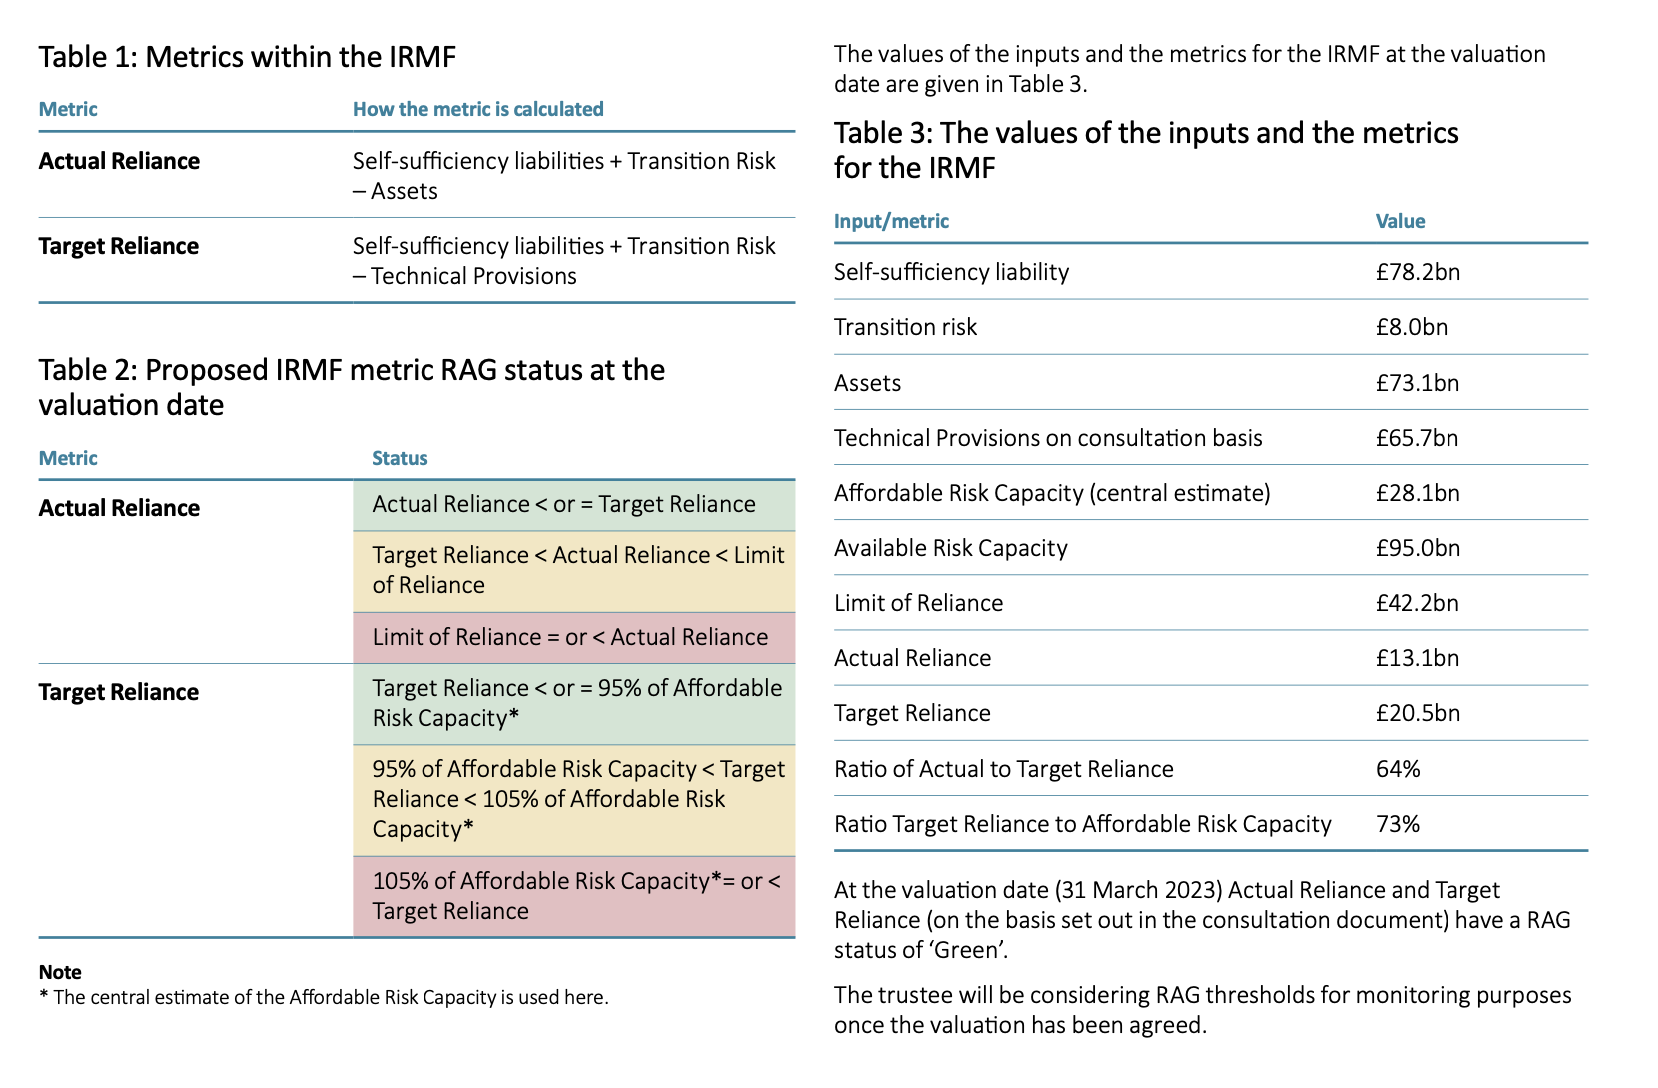 Table 1: Metrics within the IRMF
Metric How the metric is calculated
Actual Reliance Self-sufficiency liabilities + Transition Risk
– Assets
Target Reliance Self-sufficiency liabilities + Transition Risk
– Technical Provisions
Table 2: Proposed IRMF metric RAG status at the
valuation date
Metric Status
Actual Reliance Actual Reliance < or = Target Reliance
Target Reliance < Actual Reliance < Limit
of Reliance
Limit of Reliance = or < Actual Reliance
Target Reliance Target Reliance < or = 95% of Affordable
Risk Capacity*
95% of Affordable Risk Capacity < Target
Reliance < 105% of Affordable Risk
Capacity*
105% of Affordable Risk Capacity*= or <
Target Reliance
Note
* The central estimate of the Affordable Risk Capacity is used here.
The values of the inputs and the metrics for the IRMF at the valuation
date are given in Table 3.
Table 3: The values of the inputs and the metrics
for the IRMF
Input/metric Value
Self-sufficiency liability £78.2bn
Transition risk £8.0bn
Assets £73.1bn
Technical Provisions on consultation basis £65.7bn
Affordable Risk Capacity (central estimate) £28.1bn
Available Risk Capacity £95.0bn
Limit of Reliance £42.2bn
Actual Reliance £13.1bn
Target Reliance £20.5bn
Ratio of Actual to Target Reliance 64%
Ratio Target Reliance to Affordable Risk Capacity 73%
At the valuation date (31 March 2023) Actual Reliance and Target
Reliance (on the basis set out in the consultation document) have a RAG
status of ‘Green’.
The trustee will be considering RAG thresholds for monitoring purposes
once the valuation has been agreed.